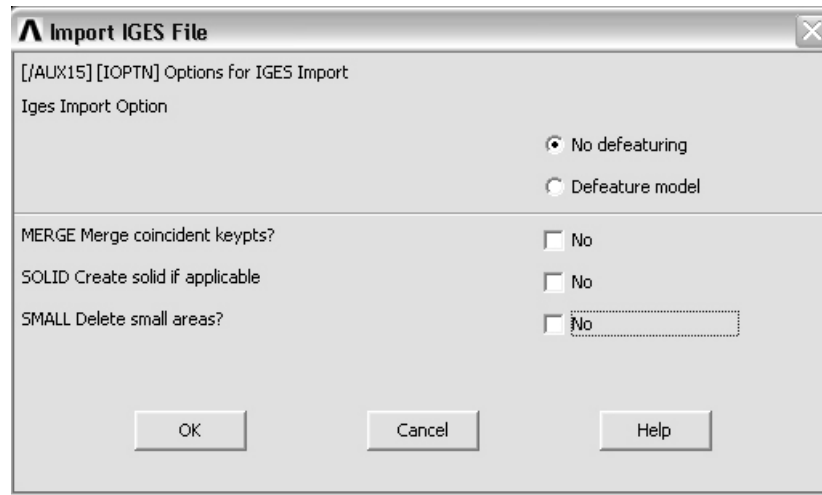 Import IGES File
[/AUX15] [IOPTN] Options for IGES Import
Iges Import Option
No defeaturing
Defeature model
MERGE Merge coincident keypts? No
SOLID Create solid if applicable No
SMALL Delete small areas? No
OK Cancel Help